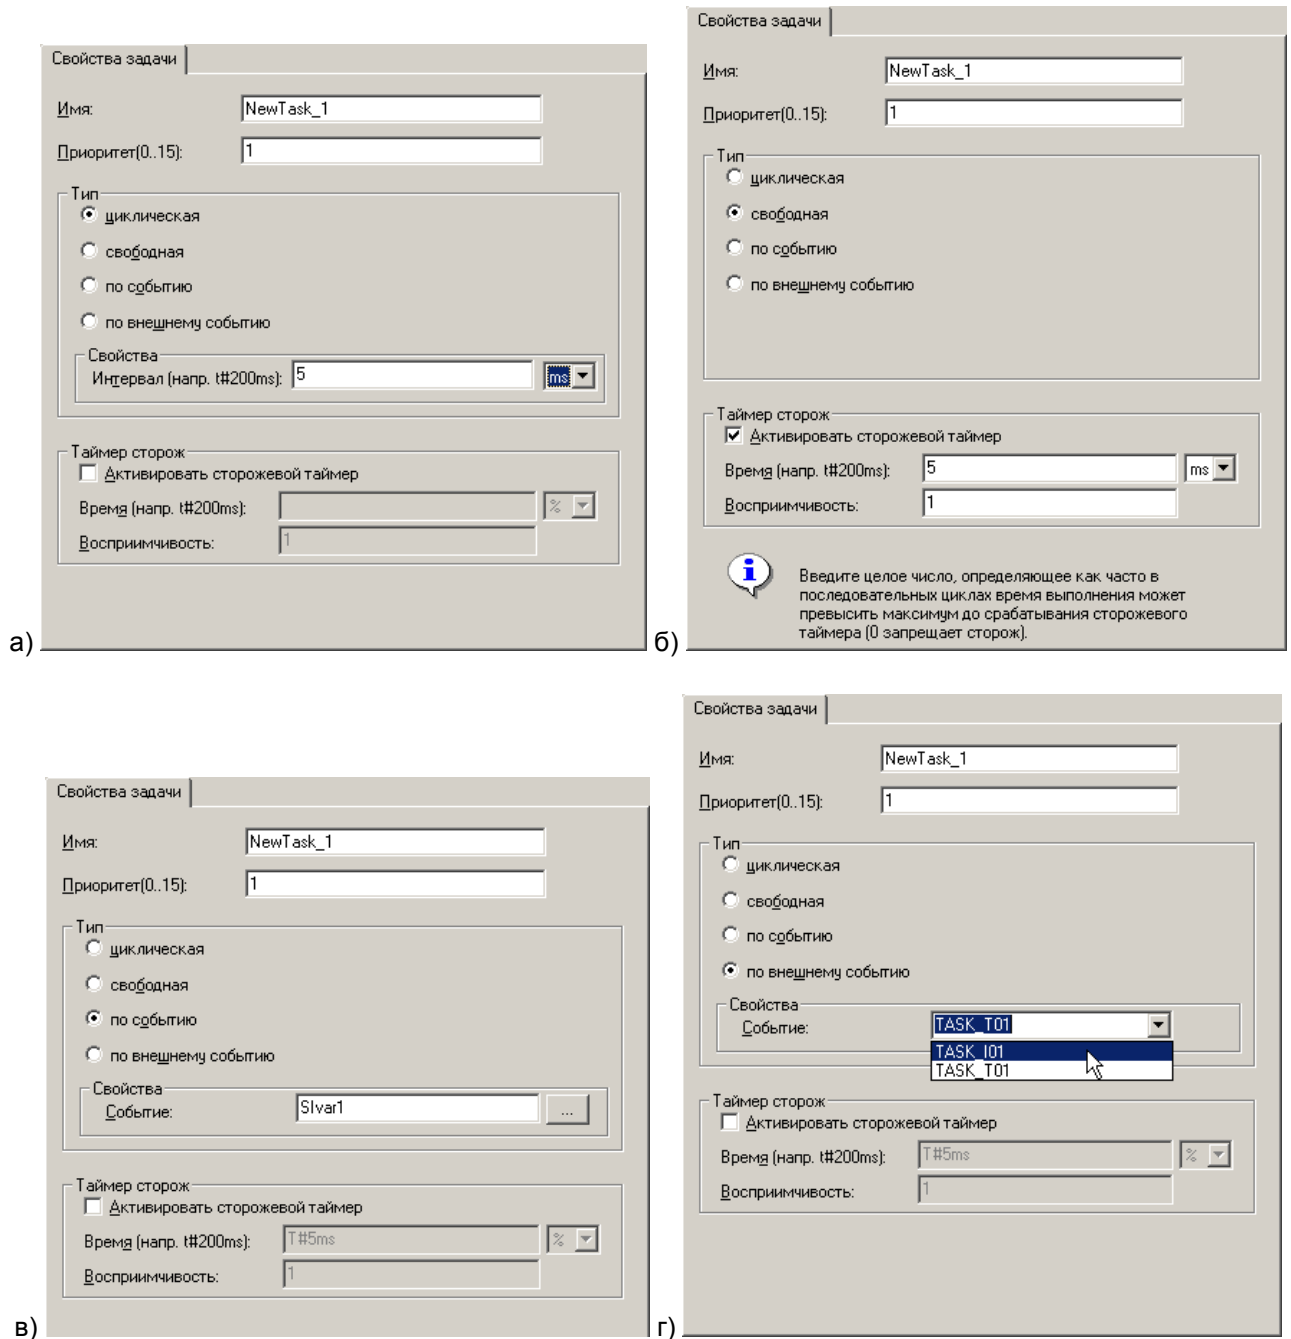 Свойства задачи
Имя: NewTask_1
Приоритет(0..15): 1
Тип
циклическая
свободная
по событию
по внешнему событию
Свойства
Интервал (напр. t#200ms): 5 ms
Таймер сторож
Активировать сторожевой таймер
Время (напр. t#200ms): %
Восприимчивость: 1
а)
Свойства задачи
Имя: NewTask_1
Приоритет(0..15): 1
Тип
циклическая
свободная
по событию
по внешнему событию
Таймер сторож
Активировать сторожевой таймер
Время (напр. t#200ms): 5 ms
Восприимчивость: 1
Введите целое число, определяющее как часто в
последовательных циклах время выполнения может
превысить максимум до срабатывания сторожевого
таймера (0 запрещает сторож).
б)
Свойства задачи
Имя: NewTask_1
Приоритет(0..15): 1
Тип
циклическая
свободная
по событию
по внешнему событию
Свойства
Событие: SIvar1 ...
Таймер сторож
Активировать сторожевой таймер
Время (напр. t#200ms): T#5ms %
Восприимчивость: 1
в)
Свойства задачи
Имя: NewTask_1
Приоритет(0..15): 1
Тип
циклическая
свободная
по событию
по внешнему событию
Свойства
Событие: TASK_T01
TASK_I01
TASK_T01
Таймер сторож
Активировать сторожевой таймер
Время (напр. t#200ms): T#5ms %
Восприимчивость: 1
г)